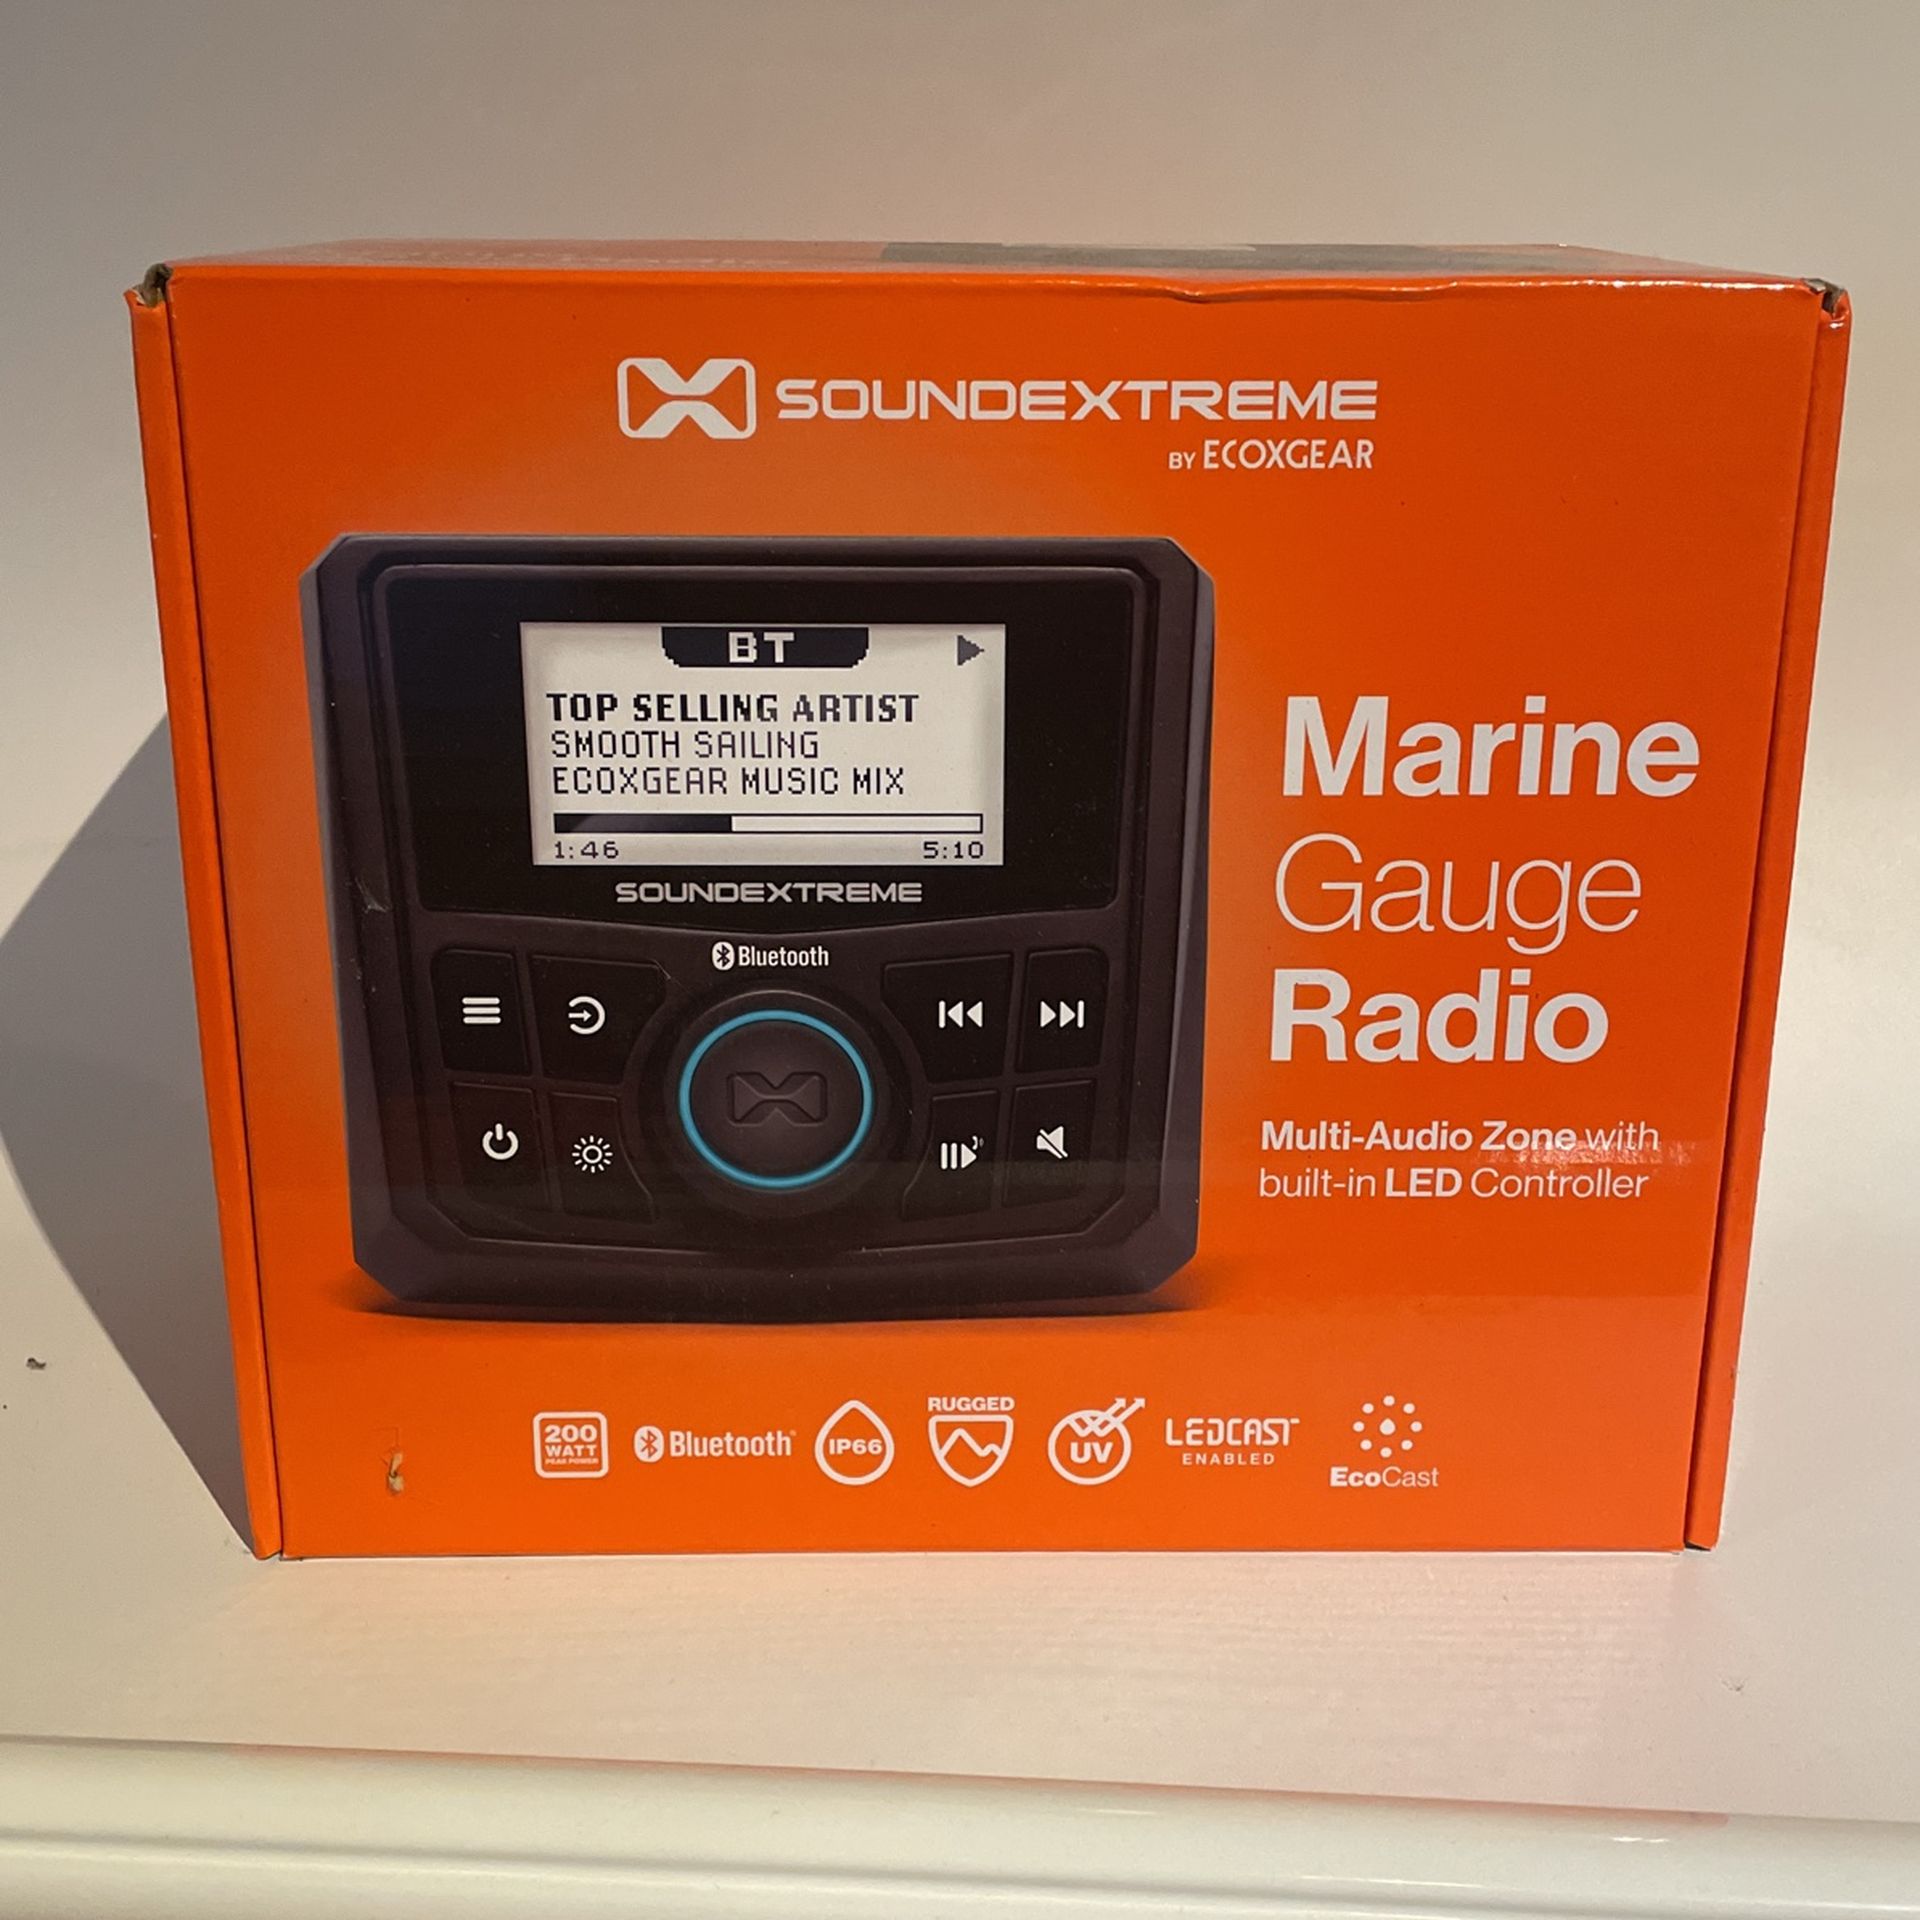 SOUNDEXTREME
BY ECOXGEAR
BT
TOP SELLING ARTIST
SMOOTH SAILING
ECOXGEAR MUSIC MIX
1:46 5:10
SOUNDEXTREME
Bluetooth
Marine
Gauge
Radio
Multi-Audio Zone with
built-in LED Controller
200
WATT
PEAK POWER
Bluetooth
IP66
RUGGED
UV
LEDCAST
ENABLED
EcoCast